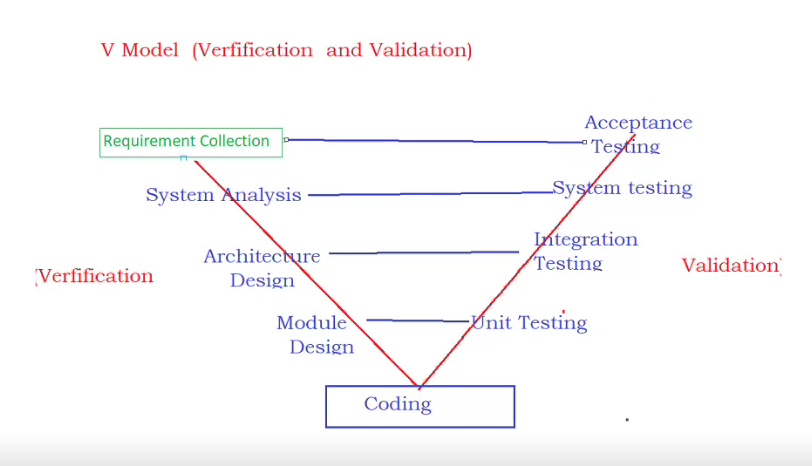 V Model (Verfification and Validation)
Requirement Collection
Acceptance
Testing
System Analysis
System testing
Architecture
Design
Integration
Testing
(Verfification
Validation)
Module
Design
Unit Testing
Coding